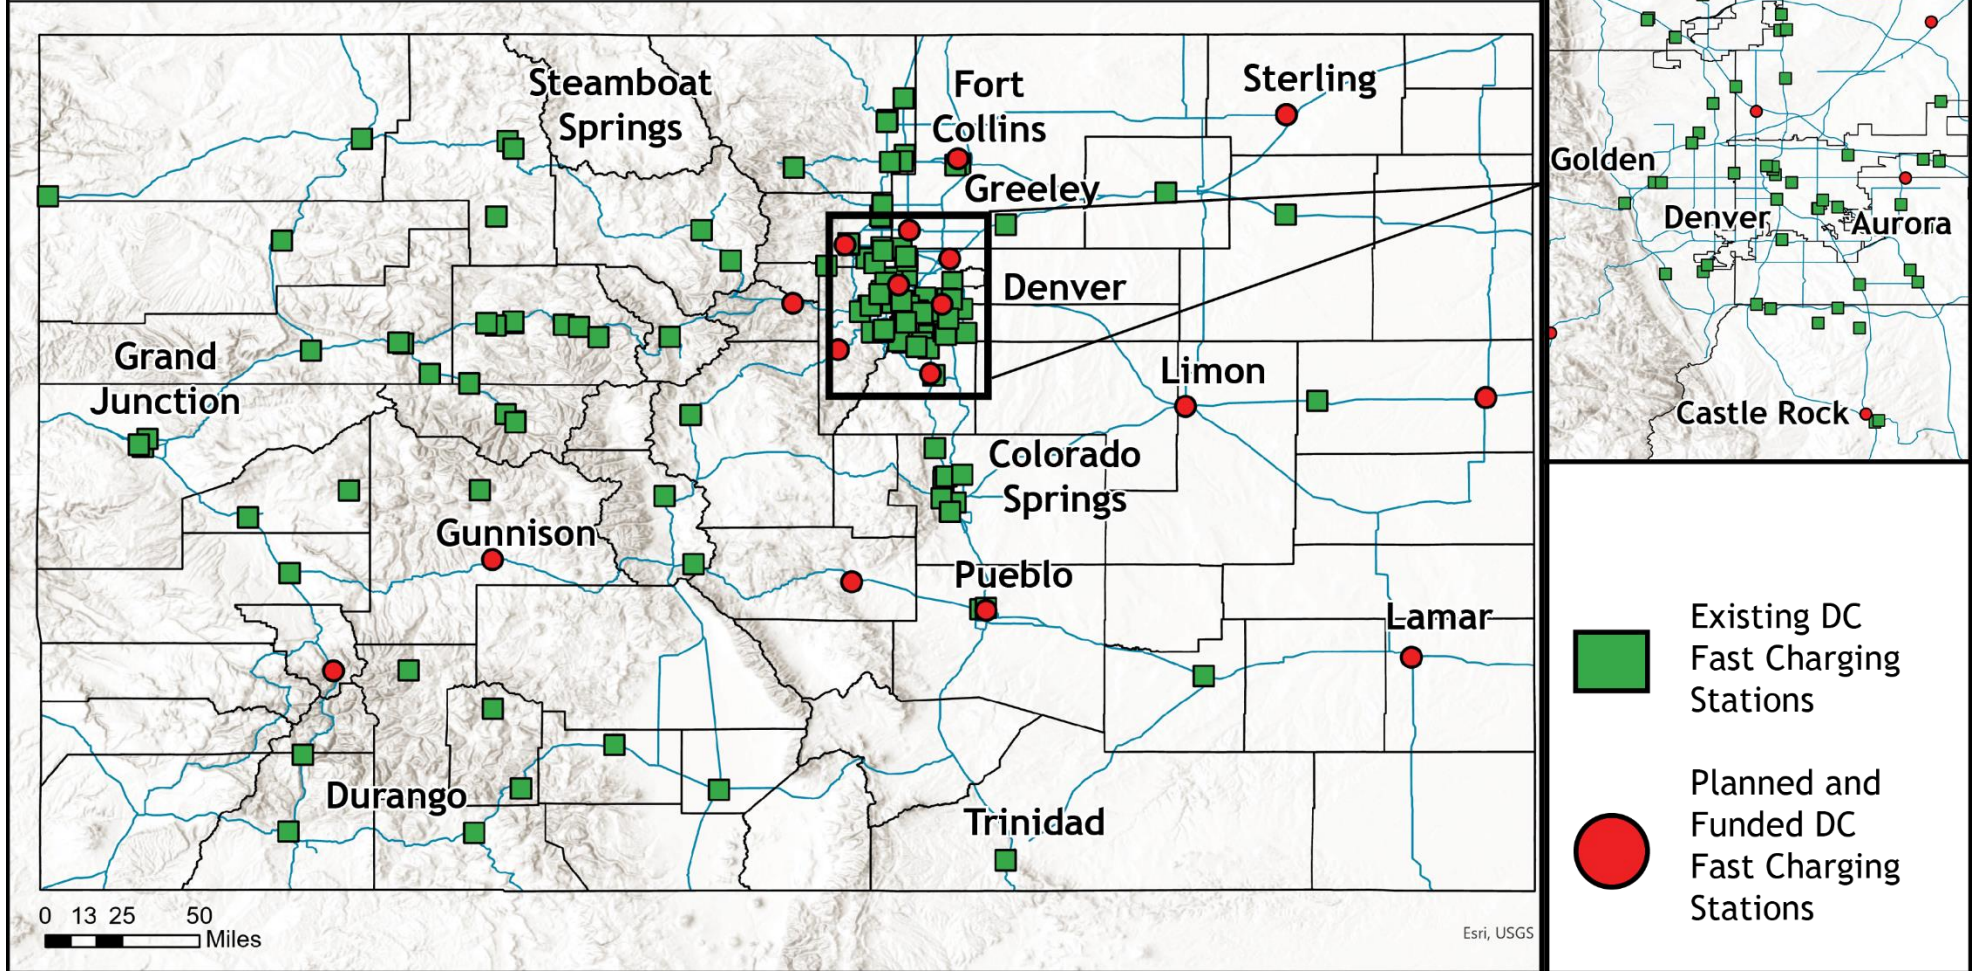 Steamboat
Springs
Fort
Collins
Sterling
Greeley
Denver
Grand
Junction
Limon
Colorado
Springs
Gunnison
Pueblo
Lamar
Durango
Trinidad
0 13 25 50
Miles
Esri, USGS
Golden
Denver
Aurora
Castle Rock
Existing DC
Fast Charging
Stations
Planned and
Funded DC
Fast Charging
Stations